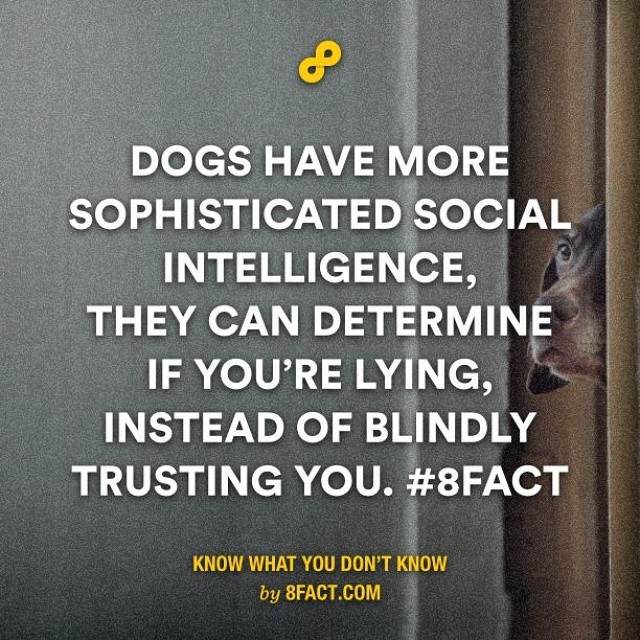 DOGS HAVE MORE
SOPHISTICATED SOCIAL
INTELLIGENCE,
THEY CAN DETERMINE
IF YOU’RE LYING,
INSTEAD OF BLINDLY
TRUSTING YOU. #8FACT
KNOW WHAT YOU DON’T KNOW
by 8FACT.COM